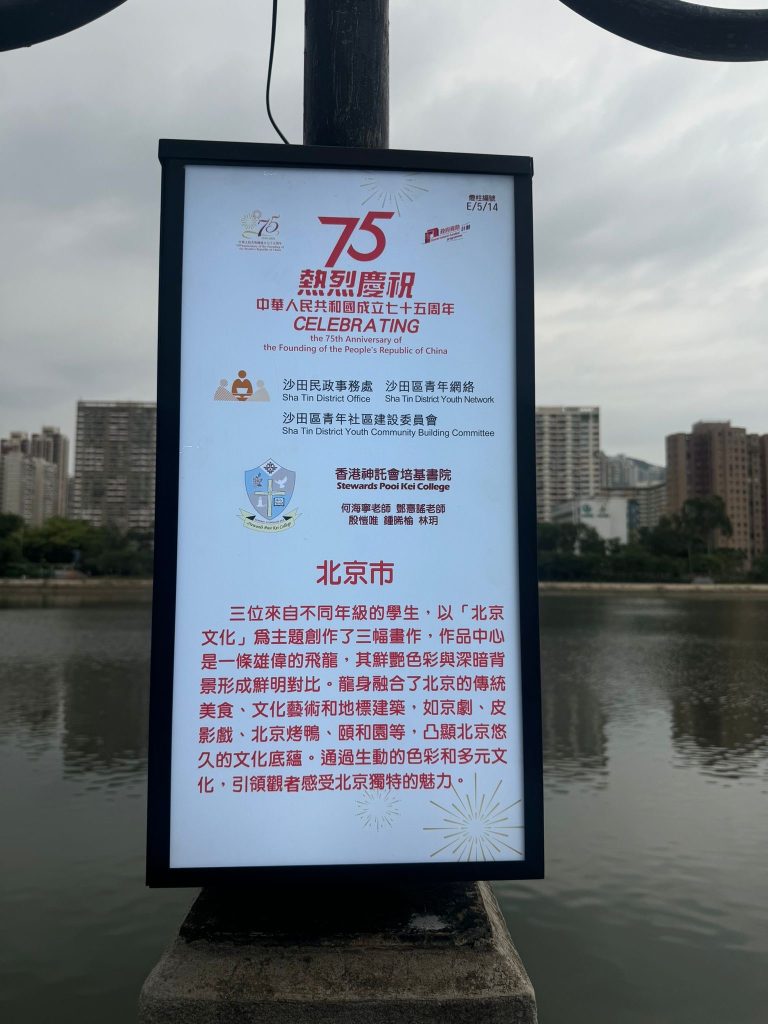 燈柱編號
E/5/14
75
75
熱烈慶祝
中華人民共和國成立七十五周年
CELEBRATING
the 75th Anniversary of
the Founding of the People's Republic of China
沙田民政事務處 沙田區青年網絡
Sha Tin District Office Sha Tin District Youth Network
沙田區青年社區建設委員會
Sha Tin District Youth Community Building Committee
香港神託會培基書院
Stewards Pooi Kei College
何海寧老師 鄧惠謠老師
殷愷唯 鍾晞榆 林玥
北京市
三位來自不同年級的學生，以「北京
文化」為主題創作了三幅畫作，作品中心
是一條雄偉的飛龍，其鮮艷色彩與深暗背
景形成鮮明對比。龍身融合了北京的傳統
美食、文化藝術和地標建築，如京劇、皮
影戲、北京烤鴨、頤和園等，凸顯北京悠
久的文化底蘊。通過生動的色彩和多元文
化，引領觀者感受北京獨特的魅力。